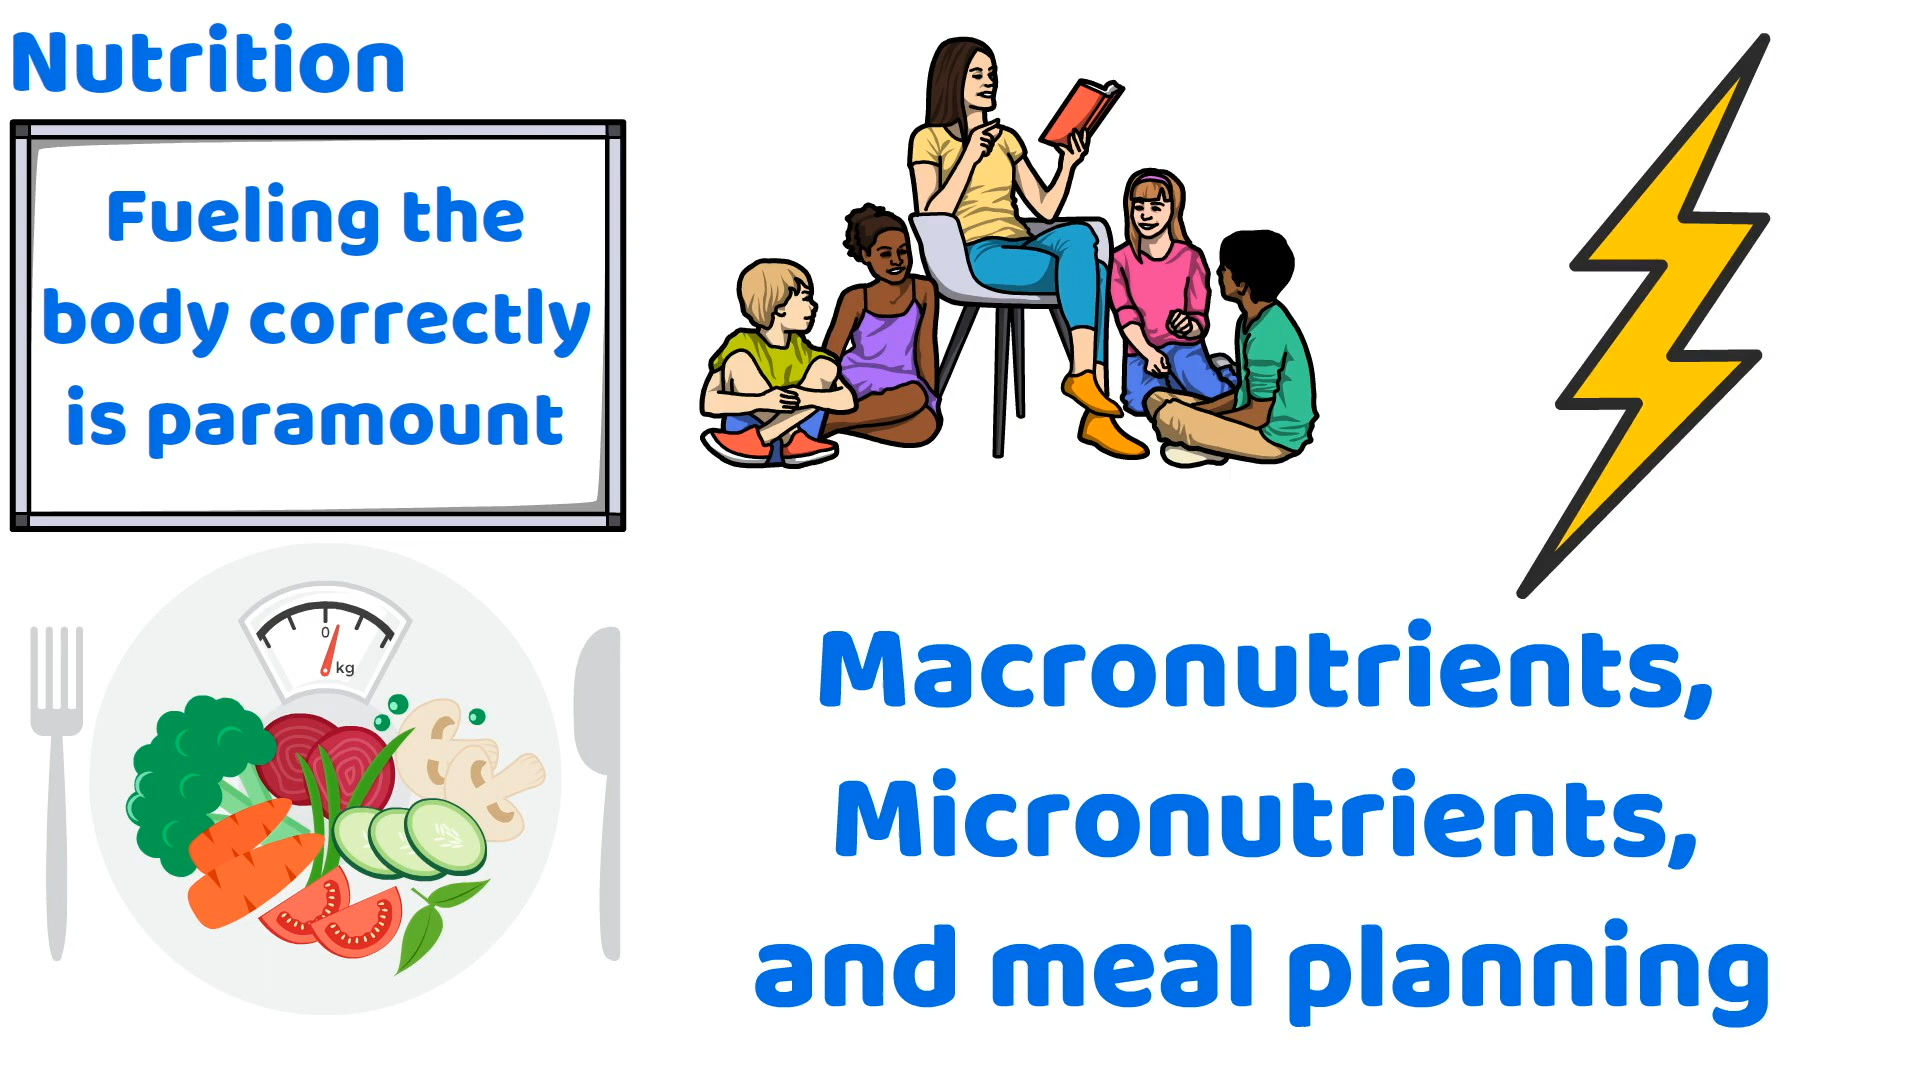 Nutrition
Fueling the
body correctly
is paramount
0
kg
Macronutrients,
Micronutrients,
and meal planning